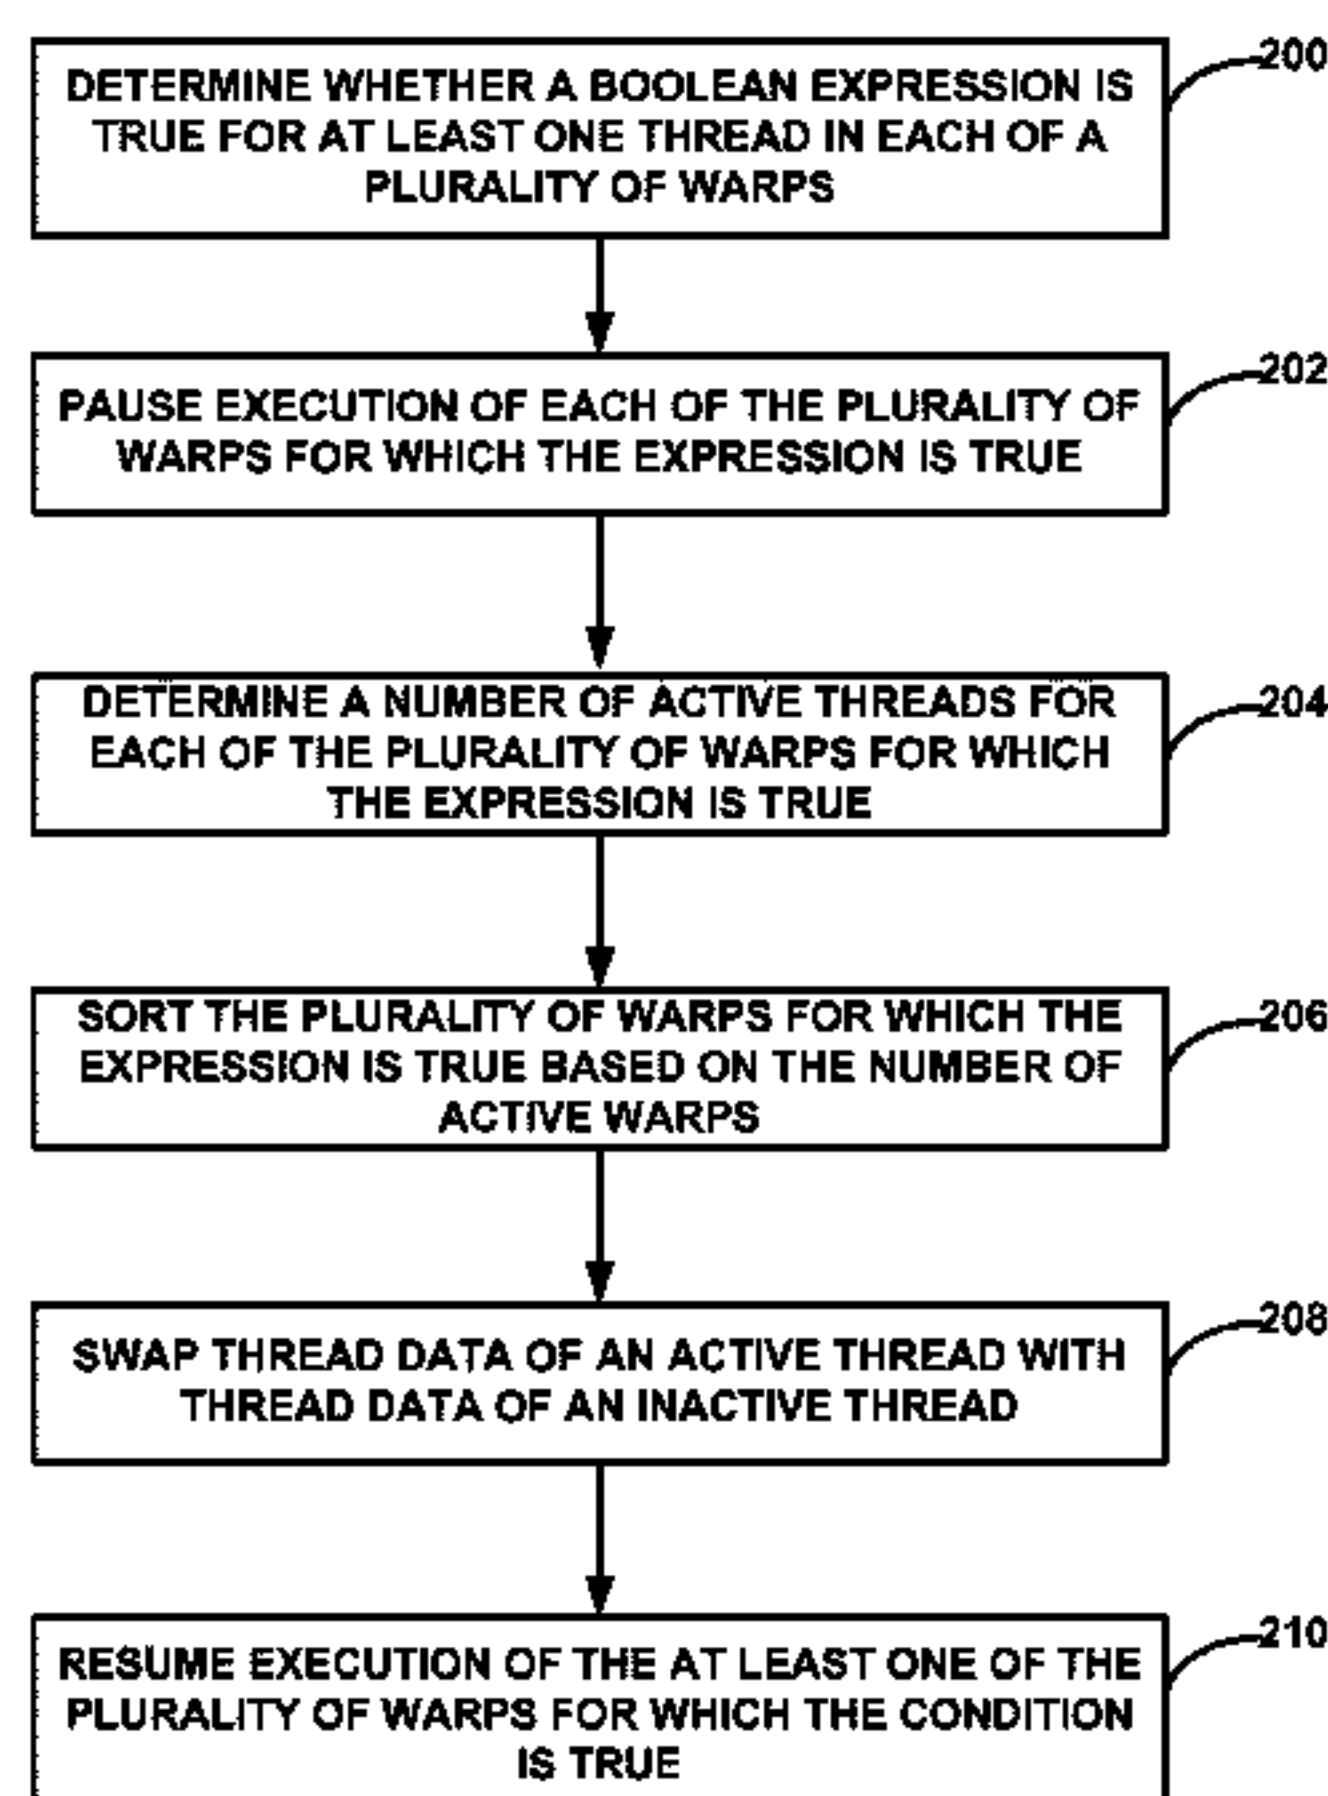 200
DETERMINE WHETHER A BOOLEAN EXPRESSION IS
TRUE FOR AT LEAST ONE THREAD IN EACH OF A
PLURALITY OF WARPS
202
PAUSE EXECUTION OF EACH OF THE PLURALITY OF
WARPS FOR WHICH THE EXPRESSION IS TRUE
204
DETERMINE A NUMBER OF ACTIVE THREADS FOR
EACH OF THE PLURALITY OF WARPS FOR WHICH
THE EXPRESSION IS TRUE
206
SORT THE PLURALITY OF WARPS FOR WHICH THE
EXPRESSION IS TRUE BASED ON THE NUMBER OF
ACTIVE WARPS
208
SWAP THREAD DATA OF AN ACTIVE THREAD WITH
THREAD DATA OF AN INACTIVE THREAD
210
RESUME EXECUTION OF THE AT LEAST ONE OF THE
PLURALITY OF WARPS FOR WHICH THE CONDITION
IS TRUE